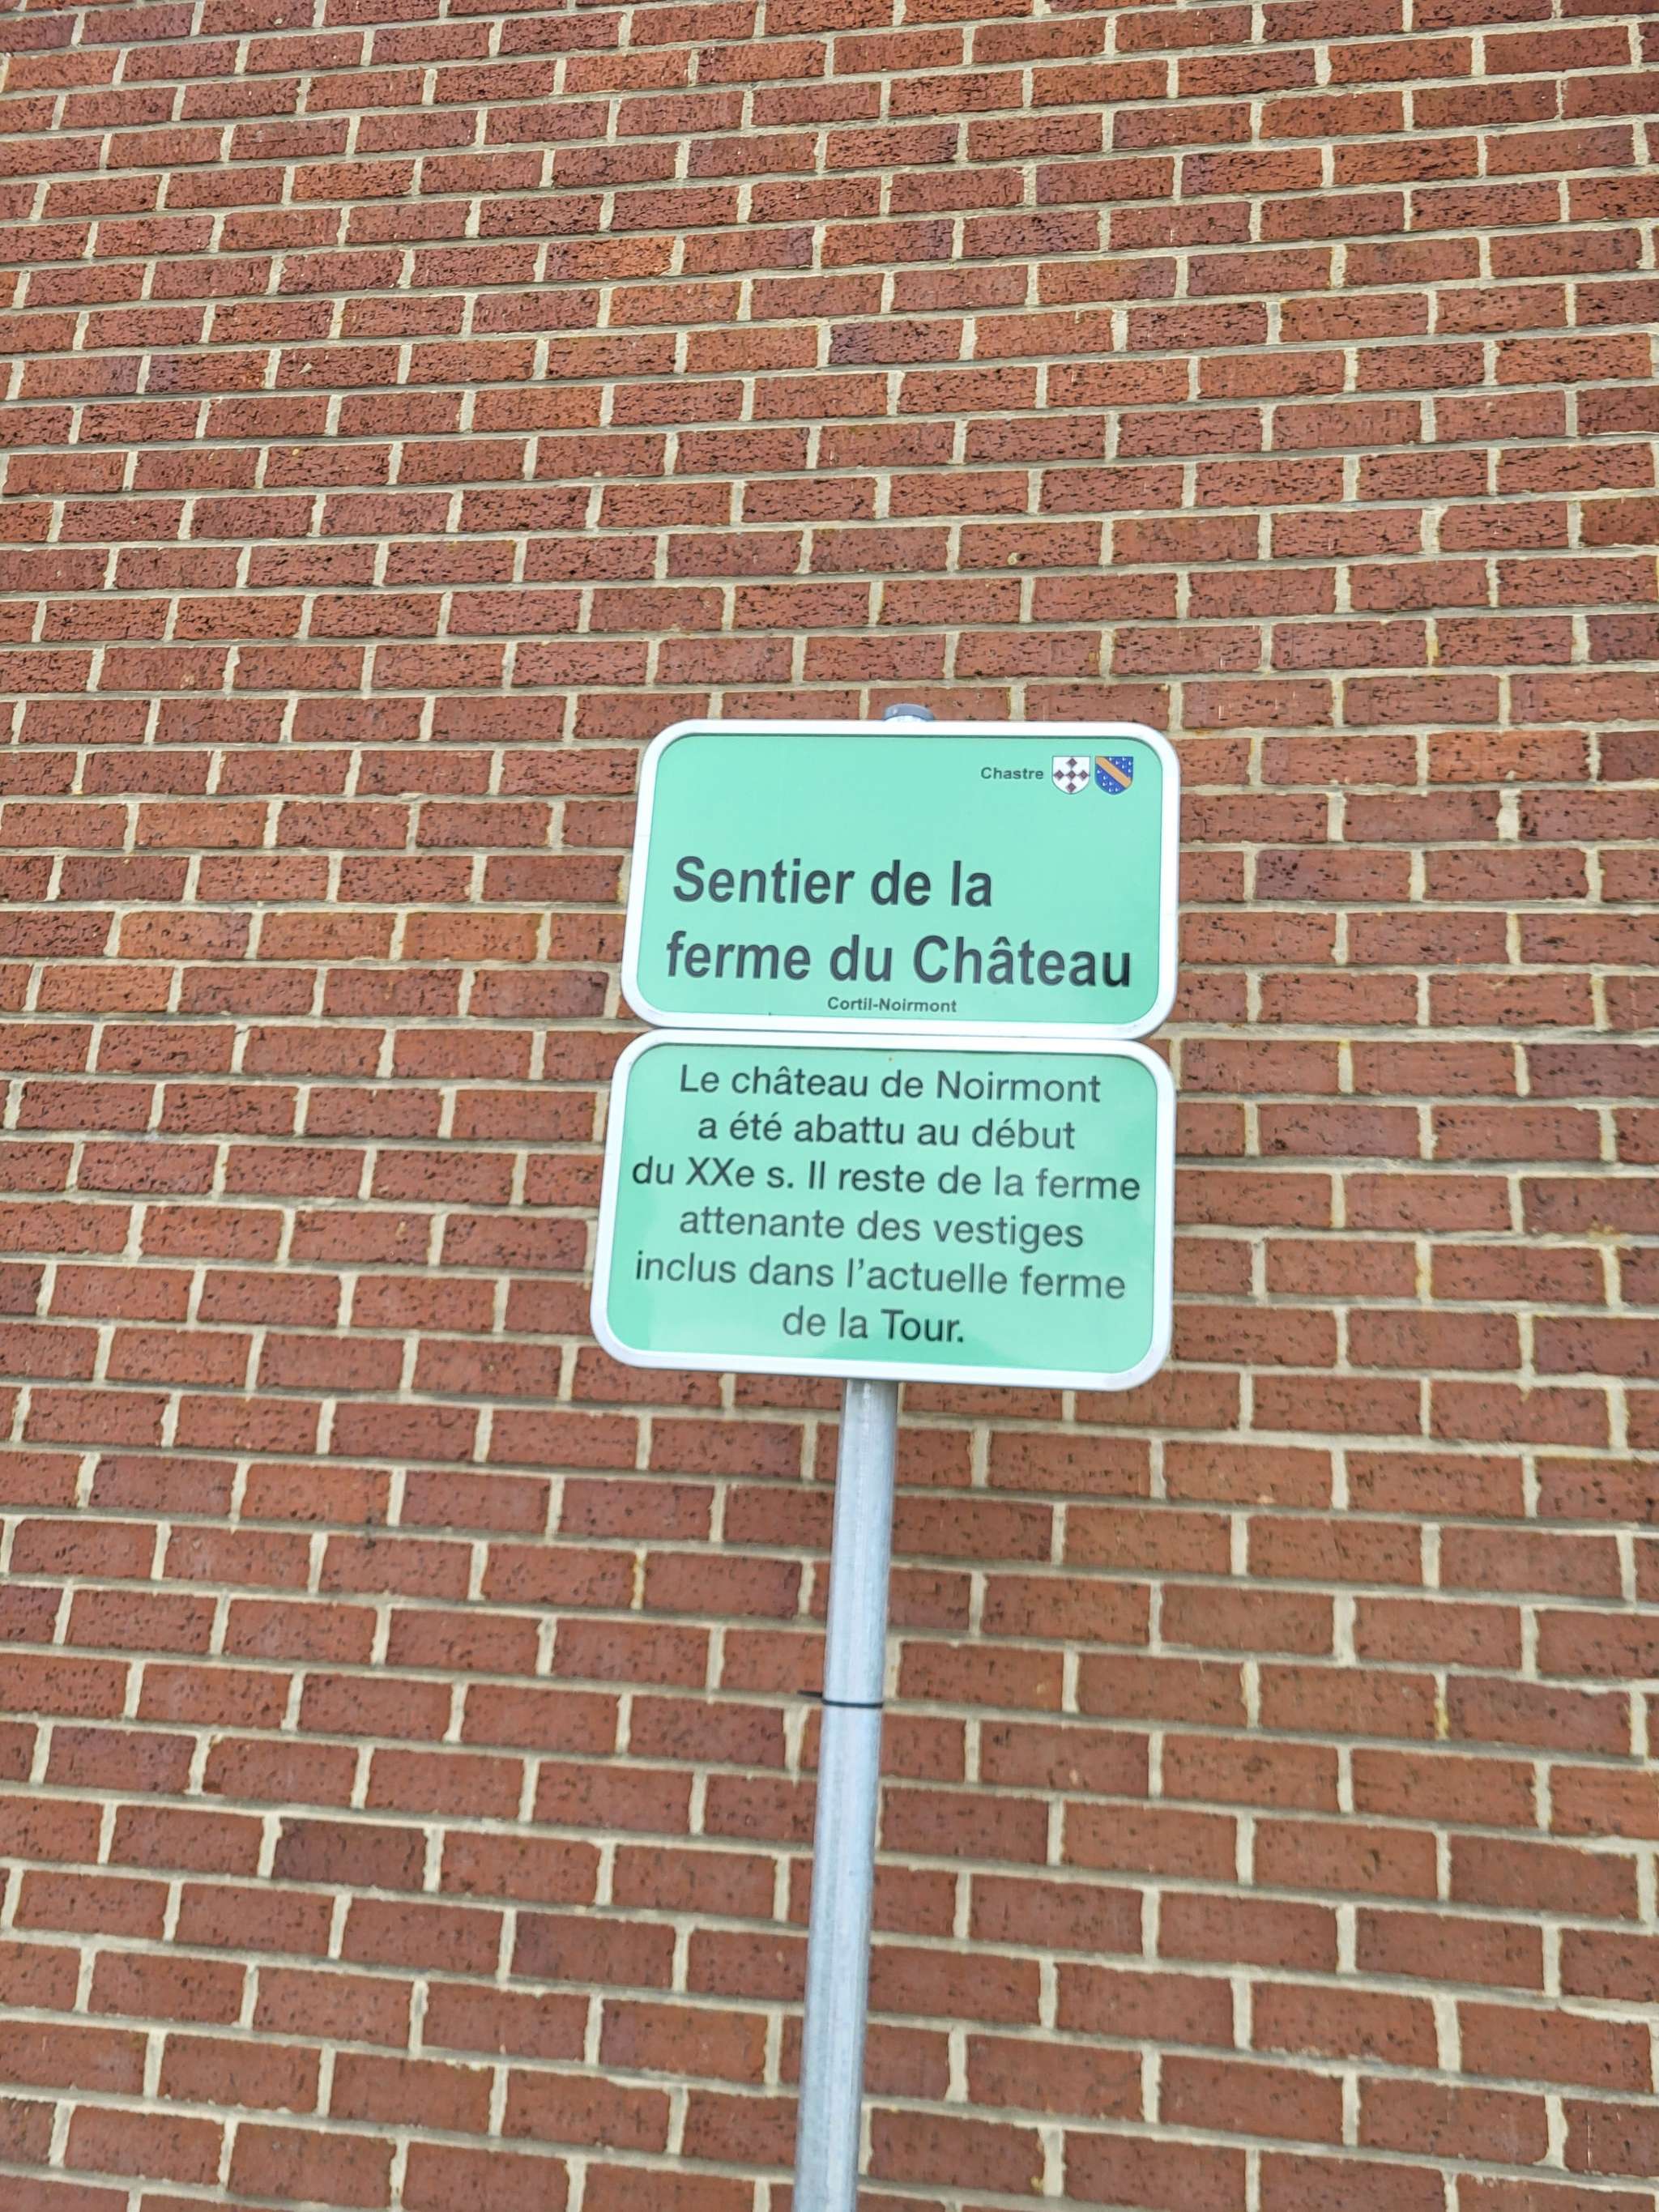 Chastre
Sentier de la
ferme du Château
Cortil-Noirmont
Le château de Noirmont
a été abattu au début
du XXe s. Il reste de la ferme
attenante des vestiges
inclus dans l'actuelle ferme
de la Tour.